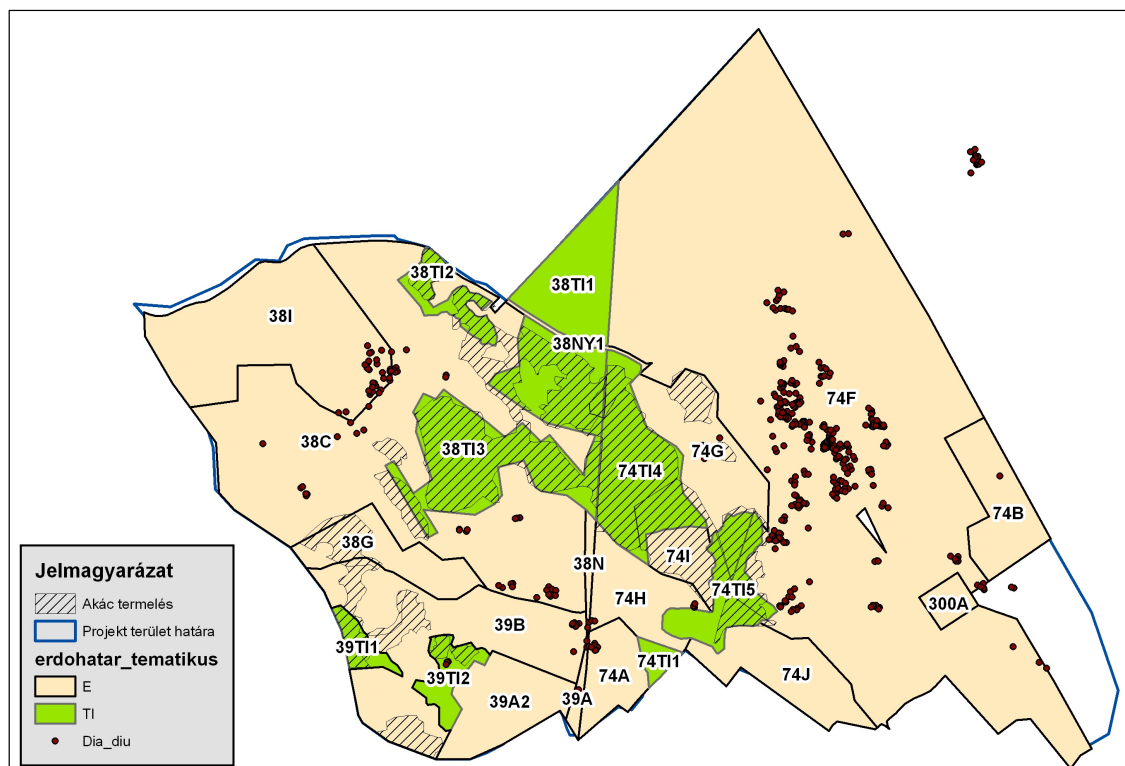 38TI2
38TI1
38I
38NY1
74F
38C
38TI3
74G
74TI4
74B
38G
74I
38N
74TI5
74H
300A
39B
39TI1
74TI1
39TI2
74A
74J
39A2
39A
Jelmagyarázat
Akác termelés
Projekt terület határa
erdohatar_tematikus
E
TI
Dia_diu